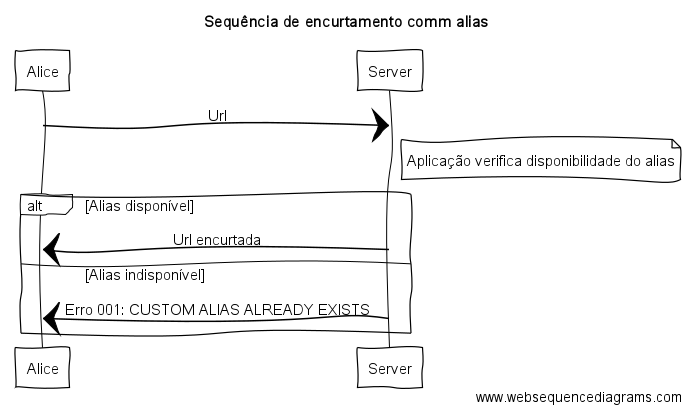 Sequência de encurtamento comm alias
Alice
Server
Url
Aplicação verifica disponibilidade do alias
alt
[Alias disponível]
Url encurtada
[Alias indisponível]
Erro 001: CUSTOM ALIAS ALREADY EXISTS
Alice
Server
www.websequencediagrams.com